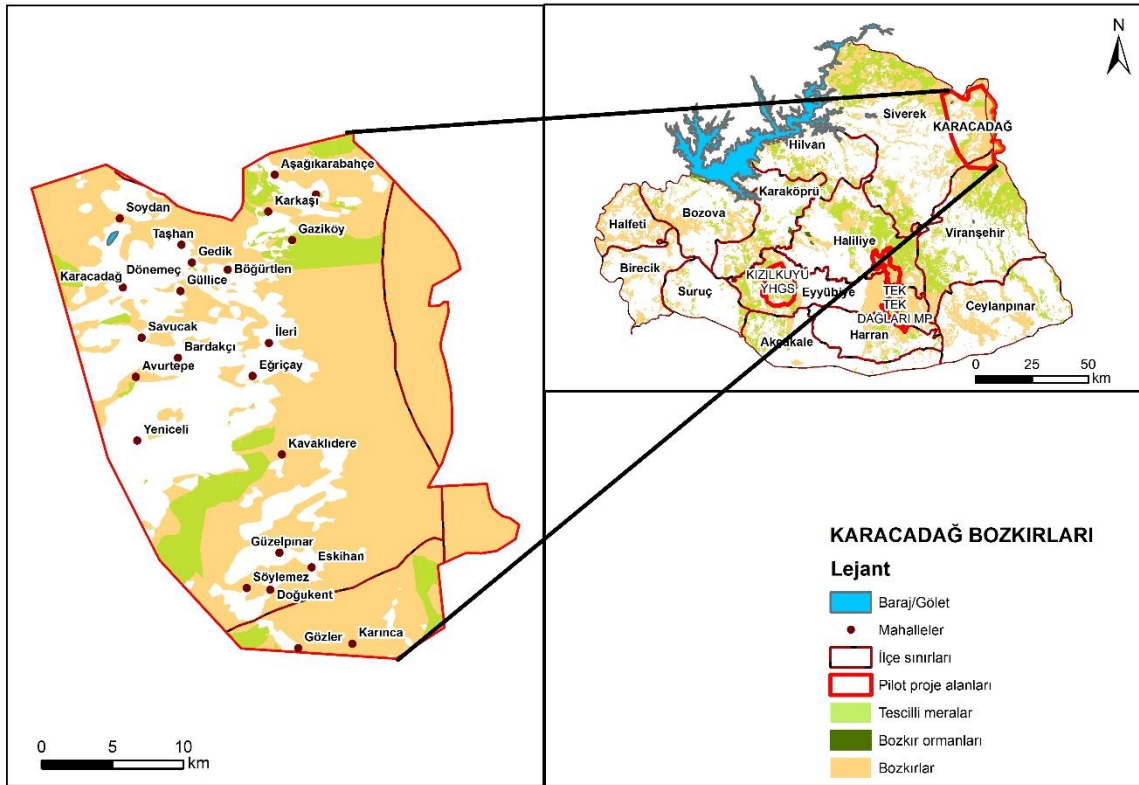 Aşağıkarabahçe
Karkaşı
Soydan
Gaziköy
Taşhan
Gedik
Dönemeç
Böğürtlen
Karacadağ
Güllice
Savucak
İleri
Bardakçı
Avurtepe
Eğriçay
Yeniceli
Kavaklıdere
Güzelpınar
Eskihan
Söylemez
Doğukent
Gözler
Karınca
0 5 10
km
N
Siverek
KARACADAĞ
Hilvan
Karaköprü
Bozova
Halfeti
Haliliye
Viranşehir
Birecik
KIZILKUYU
YHGS
Suruç
Eyyübiye
TEK
TEK
DAĞLARI MP
Ceylanpınar
Harran
Akçakale
0 25 50
km
KARACADAĞ BOZKIRLARI
Lejant
Baraj/Gölet
Mahalleler
İlçe sınırları
Pilot proje alanları
Tescilli meralar
Bozkır ormanları
Bozkırlar